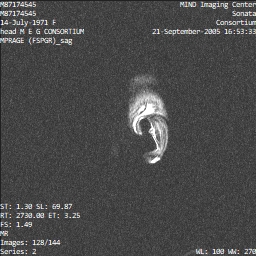 M87174545
M87174545
14-July-1971 F
head M E G CONSORTIUM
MPRAGE (FSPGR)_sag
MIND Imaging Center
Sonata
Consortium
21-September-2005 16:53:33
ST: 1.30 SL: 69.87
RT: 2730.00 ET: 3.25
FS: 1.49
MR
Images: 128/144
Series: 2
WL: 100 WW: 270